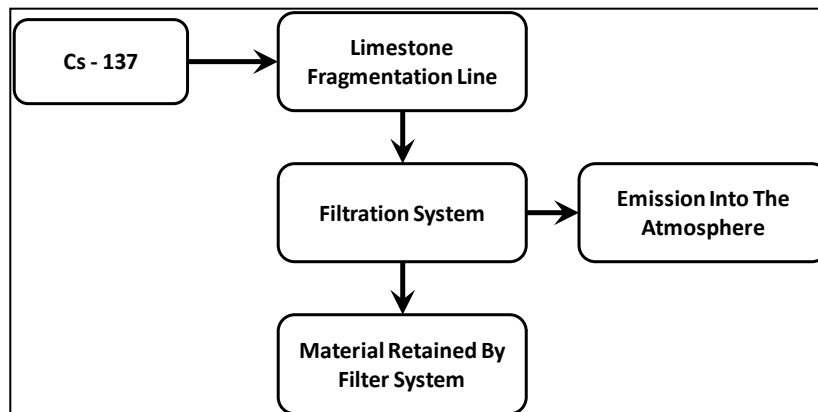 Cs - 137
Limestone
Fragmentation Line
Filtration System
Emission Into The
Atmosphere
Material Retained By
Filter System